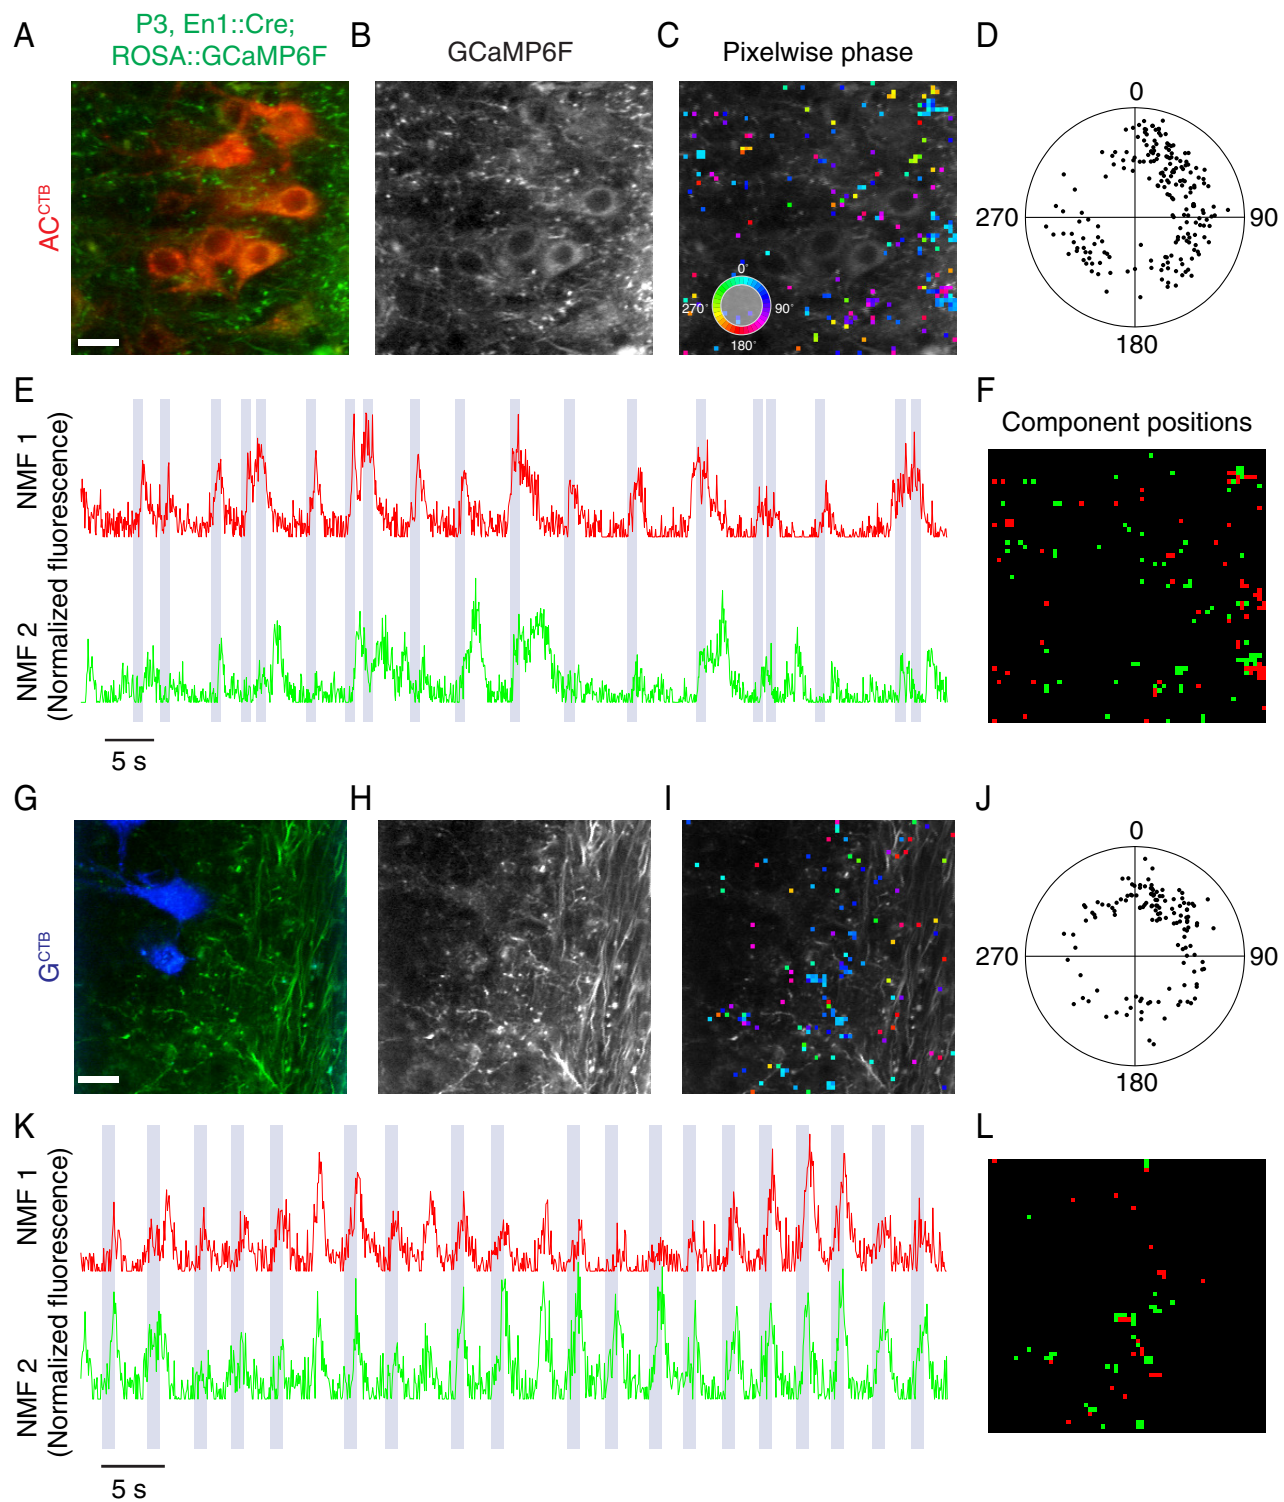 A
P3, En1::Cre;
ROSA::GCaMP6F
B
GCaMP6F
C
Pixelwise phase
D
AC^CTB
0˚
90˚
180˚
270˚
0
90
180
270
E
NMF 1
NMF 2
(Normalized fluorescence)
5 s
F
Component positions
G
G^CTB
H
I
J
0
90
180
270
K
NMF 1
NMF 2
(Normalized fluorescence)
5 s
L